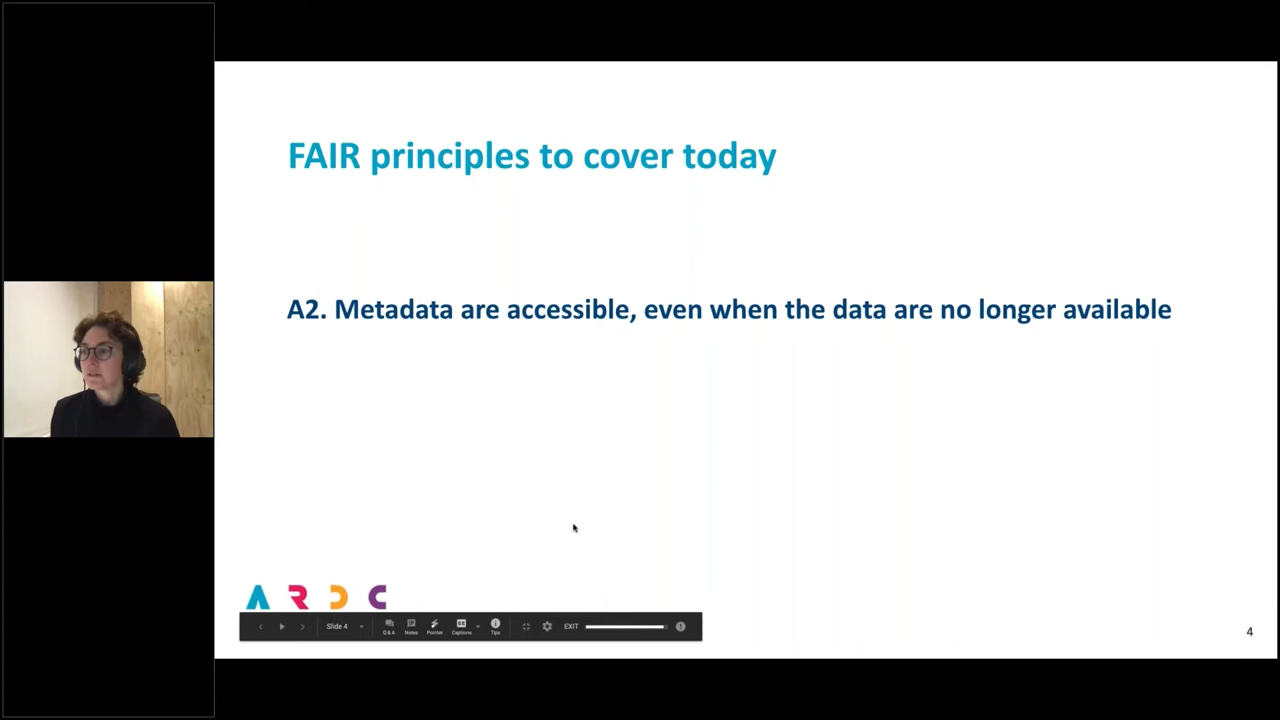 FAIR principles to cover today
A2. Metadata are accessible, even when the data are no longer available
ARDC
Slide 4
Q&A
Notes
Pointer
Captions
Tips
EXIT
4